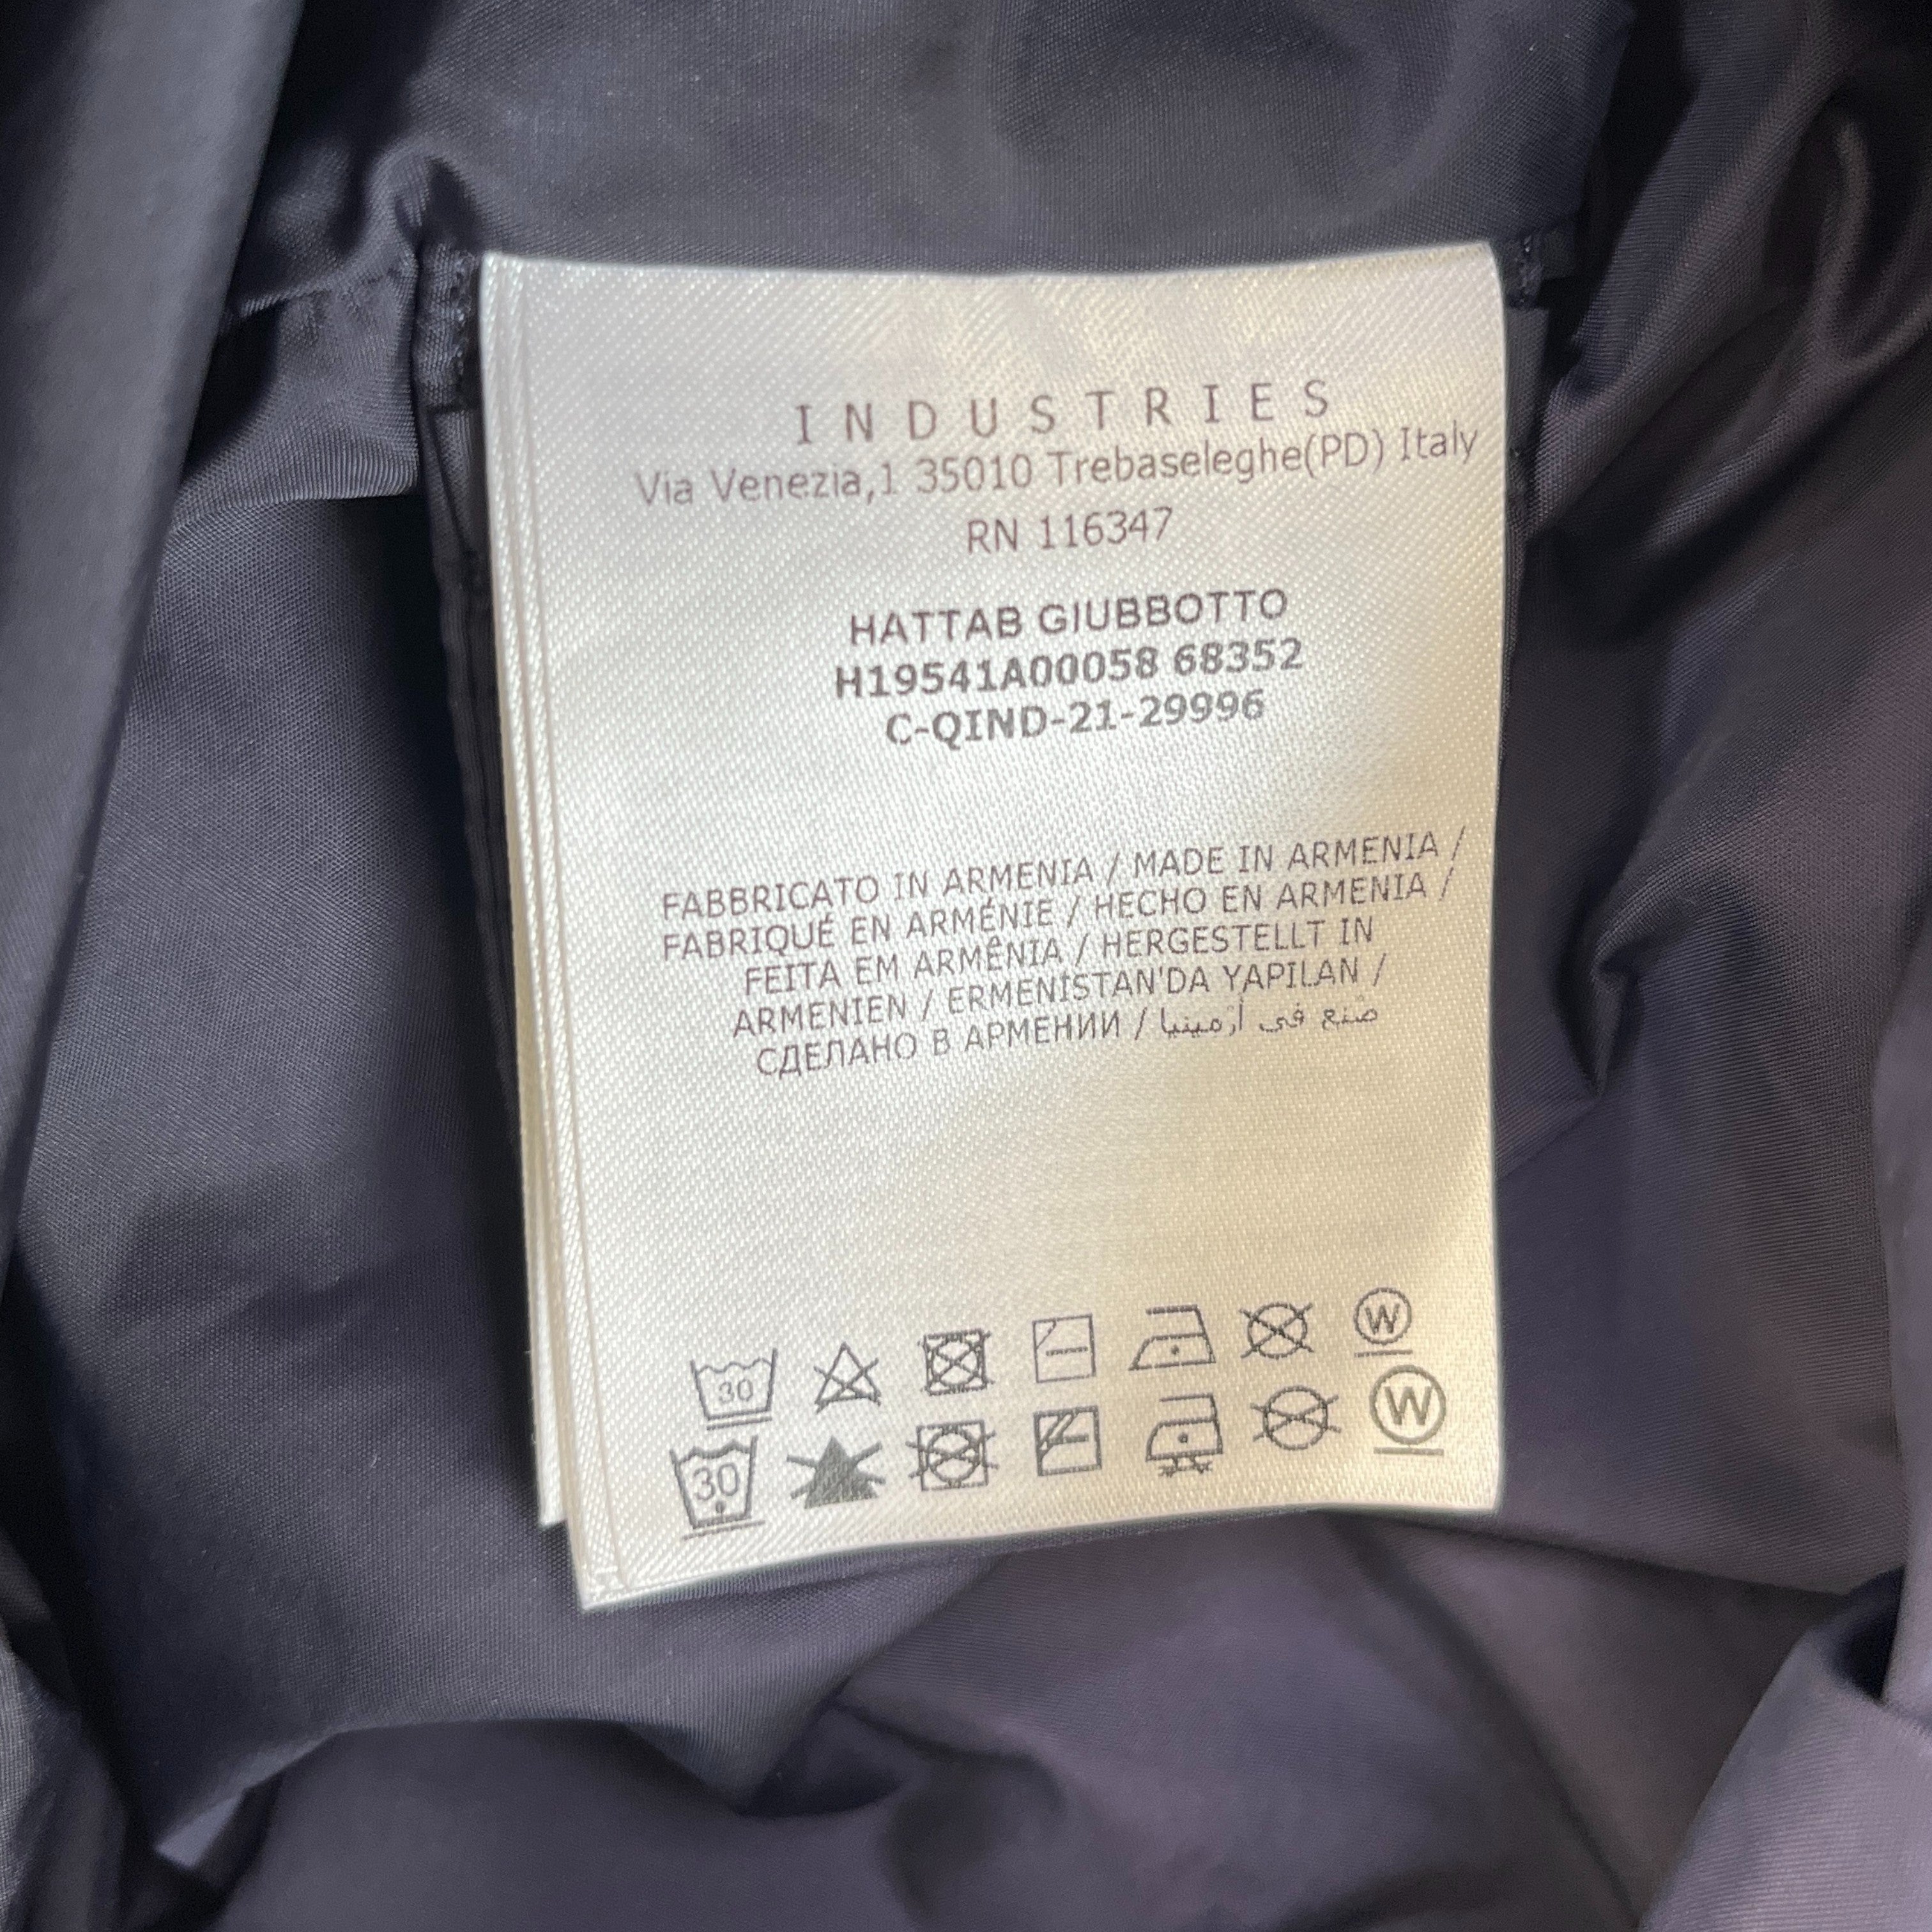 INDUSTRIES
Via Venezia,1 35010 Trebaseleghe(PD) Italy
RN 116347
HATTAB GIUBBOTTO
H19541A00058 68352
C-QIND-21-29996
FABBRICATO IN ARMENIA / MADE IN ARMENIA /
FABRIQUÉ EN ARMÉNIE / HECHO EN ARMENIA /
FEITA EM ARMÊNIA / HERGESTELLT IN
ARMENIEN / ERMENİSTAN'DA YAPILAN /
СДЕЛАНО В АРМЕНИИ / صنع في أرمينيا
30 W
30 W